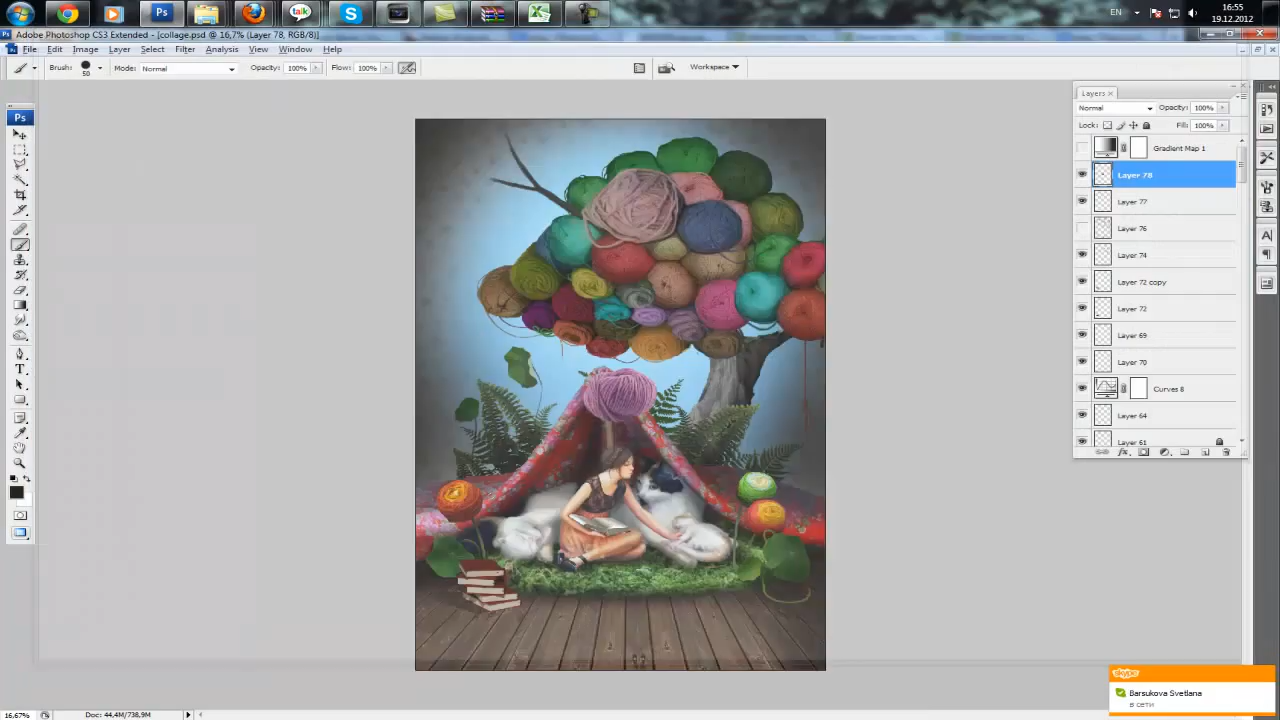 talk
EN
16:55
19.12.2012
Adobe Photoshop CS3 Extended - [collage.psd @ 16,7% (Layer 78, RGB/8)]
File Edit Image Layer Select Filter Analysis View Window Help
Brush: 50 Mode: Normal Opacity: 100% Flow: 100% Workspace
Ps
Layers
Normal Opacity: 100%
Lock: Fill: 100%
Gradient Map 1
Layer 78
Layer 77
Layer 76
Layer 74
Layer 72 copy
Layer 72
Layer 69
Layer 70
Curves 8
Layer 64
Layer 61
skype
Barsukova Svetlana
в сети
16,67% Doc: 44,4M/738,9M